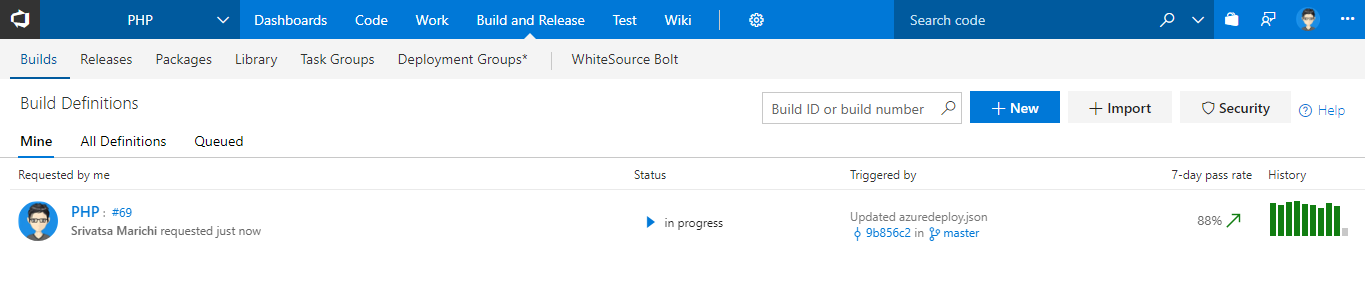 PHP Dashboards Code Work Build and Release Test Wiki Search code
Builds Releases Packages Library Task Groups Deployment Groups* WhiteSource Bolt
Build Definitions Build ID or build number + New + Import Security Help
Mine All Definitions Queued
Requested by me Status Triggered by 7-day pass rate History
PHP : #69
Srivatsa Marichi requested just now
in progress
Updated azuredeploy.json
9b856c2 in master
88%